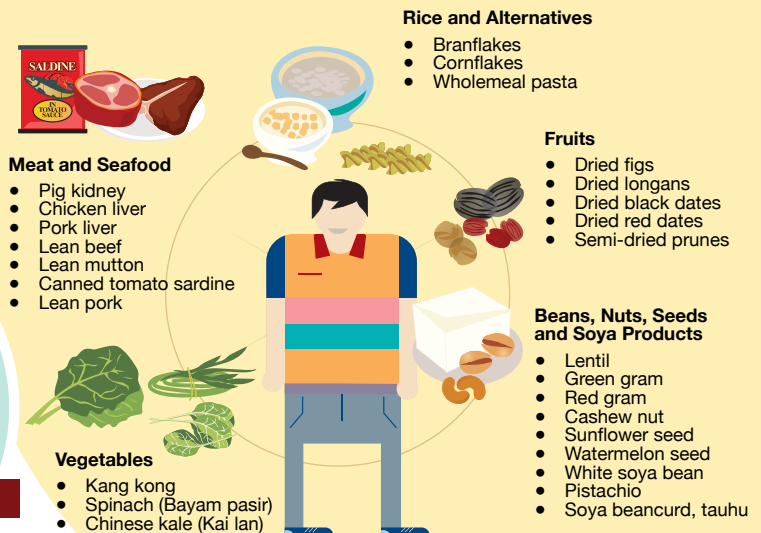 Rice and Alternatives
• Branflakes
• Cornflakes
• Wholemeal pasta
SALDINE
IN
TOMATO
SAUCE
Meat and Seafood
• Pig kidney
• Chicken liver
• Pork liver
• Lean beef
• Lean mutton
• Canned tomato sardine
• Lean pork
Fruits
• Dried figs
• Dried longans
• Dried black dates
• Dried red dates
• Semi-dried prunes
Beans, Nuts, Seeds
and Soya Products
• Lentil
• Green gram
• Red gram
• Cashew nut
• Sunflower seed
• Watermelon seed
• White soya bean
• Pistachio
• Soya beancurd, tauhu
Vegetables
• Kang kong
• Spinach (Bayam pasir)
• Chinese kale (Kai lan)